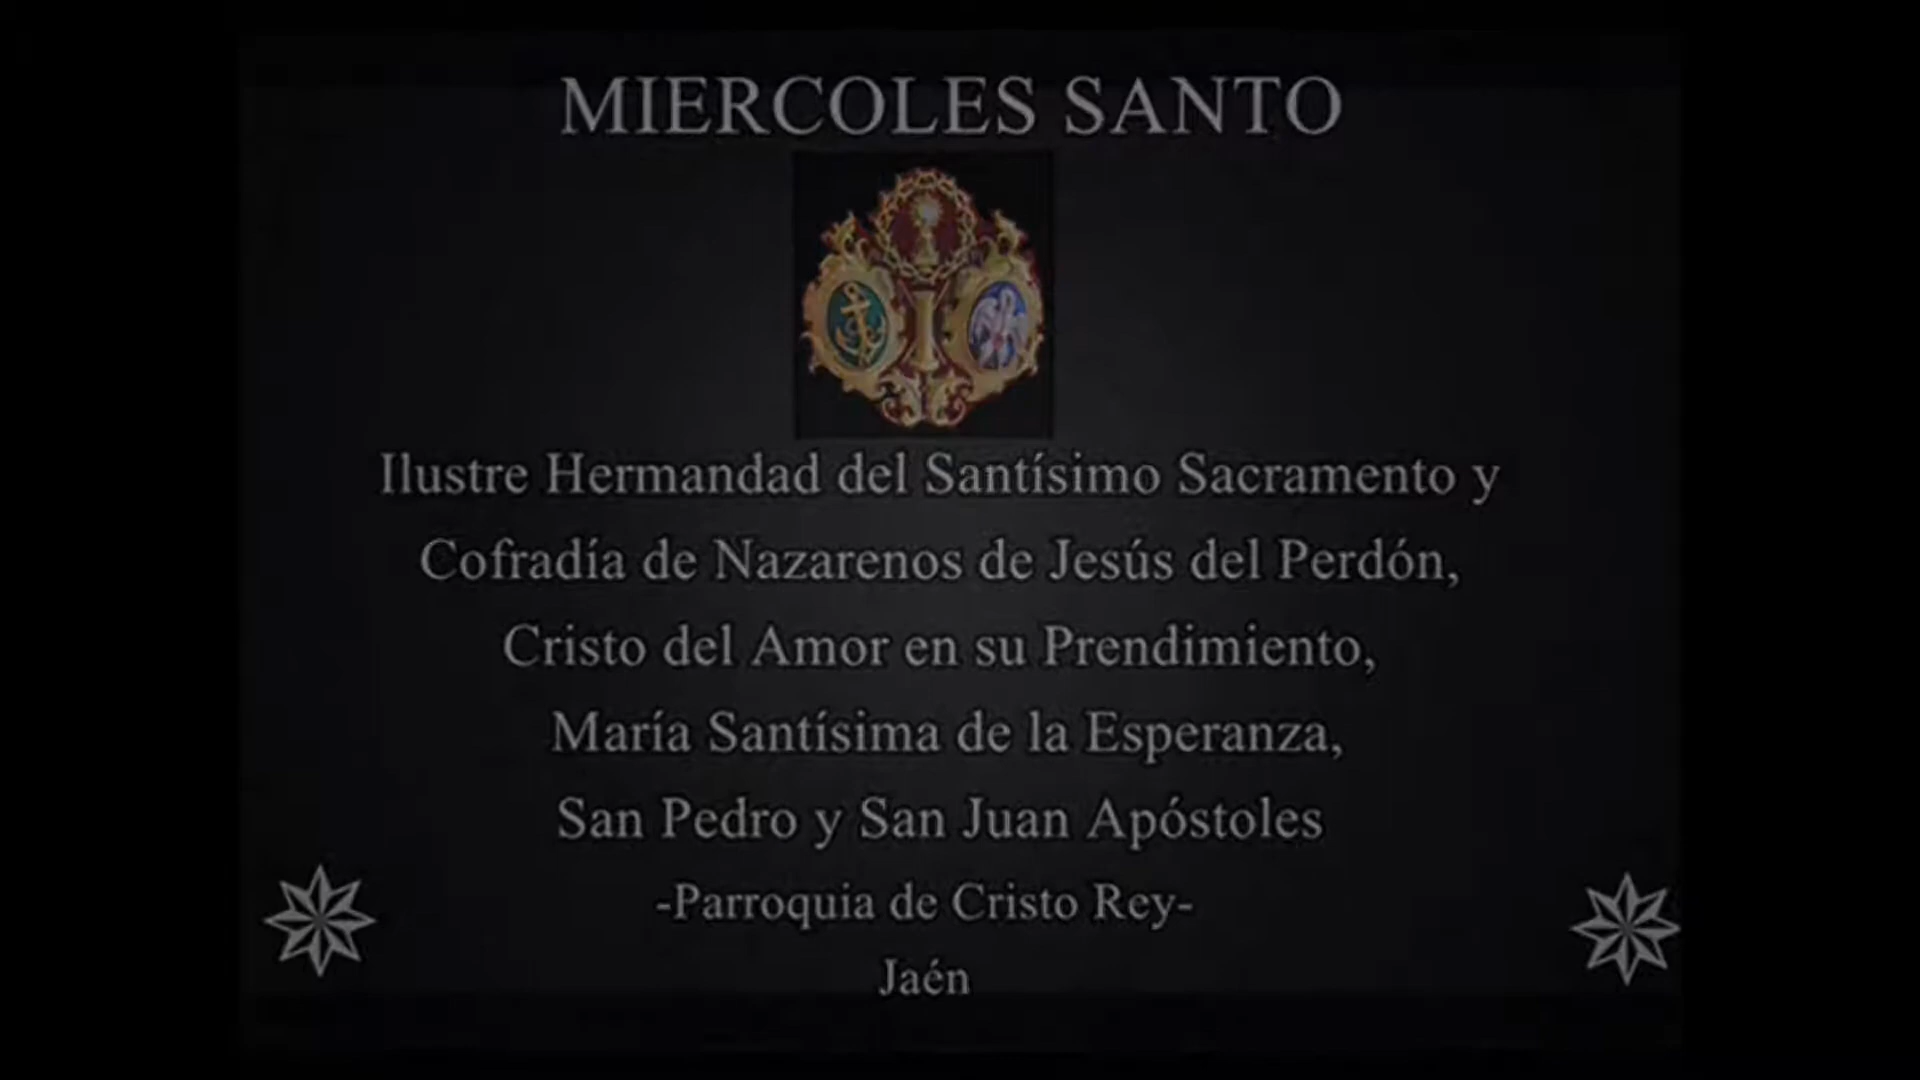 MIERCOLES SANTO
Ilustre Hermandad del Santísimo Sacramento y
Cofradía de Nazarenos de Jesús del Perdón,
Cristo del Amor en su Prendimiento,
María Santísima de la Esperanza,
San Pedro y San Juan Apóstoles
-Parroquia de Cristo Rey-
Jaén